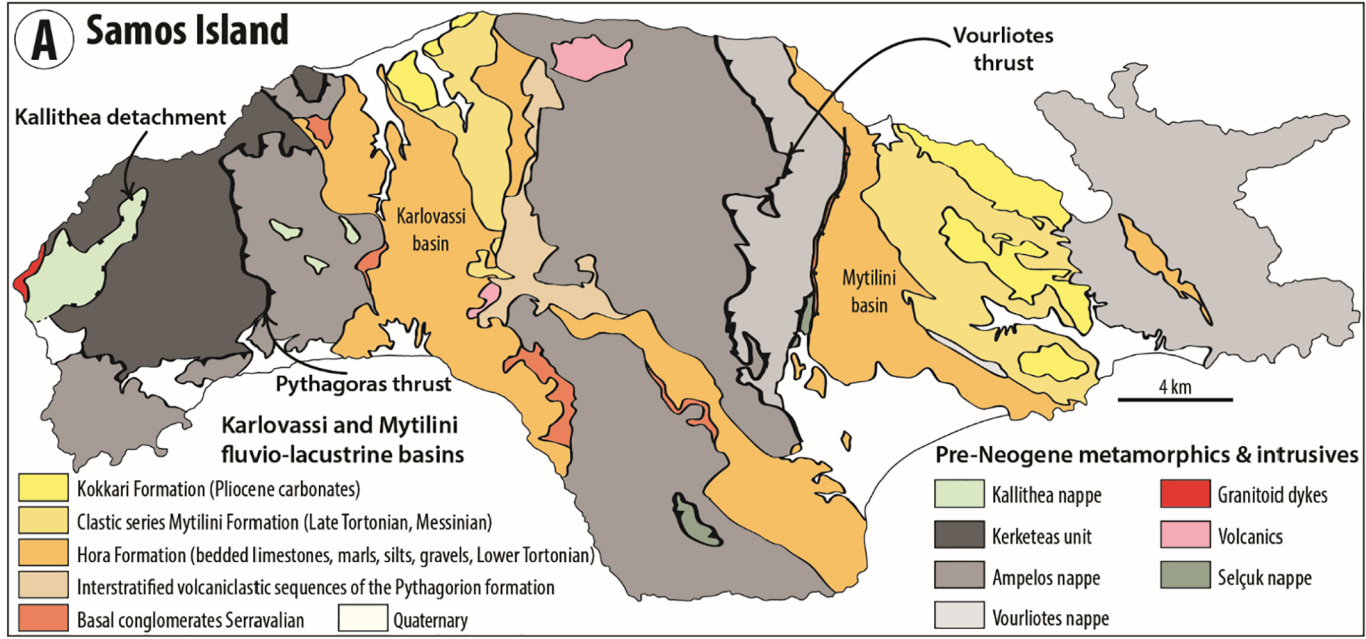 A Samos Island
Vourliotes
thrust
Kallithea detachment
Karlovassi
basin
Mytilini
basin
Pythagoras thrust
4 km
Karlovassi and Mytilini
fluvio-lacustrine basins
Kokkari Formation (Pliocene carbonates)
Clastic series Mytilini Formation (Late Tortonian, Messinian)
Hora Formation (bedded limestones, marls, silts, gravels, Lower Tortonian)
Interstratified volcaniclastic sequences of the Pythagorion formation
Basal conglomerates Serravalian
Quaternary
Pre-Neogene metamorphics & intrusives
Kallithea nappe
Kerketeas unit
Ampelos nappe
Vourliotes nappe
Granitoid dykes
Volcanics
Selçuk nappe